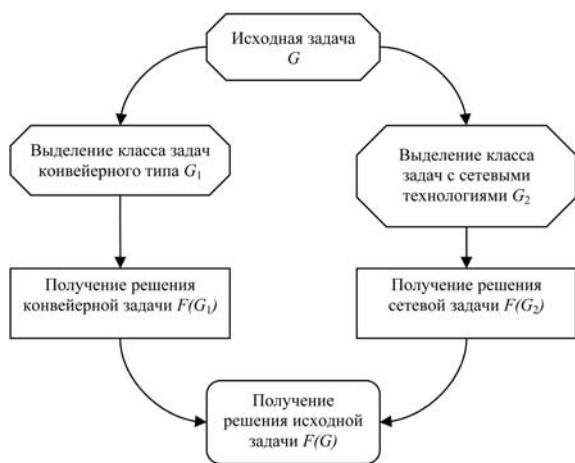 Исходная задача
G
Выделение класса задач
конвейерного типа G₁
Выделение класса
задач с сетевыми
технологиями G₂
Получение решения
конвейерной задачи F(G₁)
Получение решения
сетевой задачи F(G₂)
Получение
решения исходной
задачи F(G)